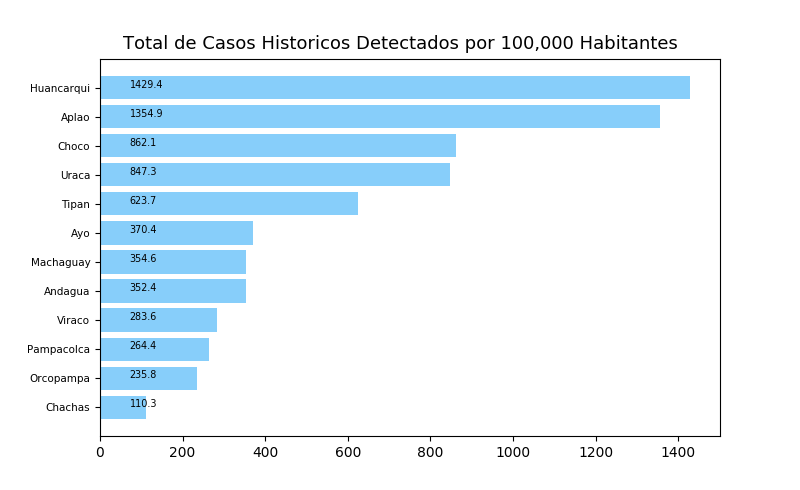 Total de Casos Historicos Detectados por 100,000 Habitantes
Huancarqui 1429.4
Aplao 1354.9
Choco 862.1
Uraca 847.3
Tipan 623.7
Ayo 370.4
Machaguay 354.6
Andagua 352.4
Viraco 283.6
Pampacolca 264.4
Orcopampa 235.8
Chachas 110.3
0 200 400 600 800 1000 1200 1400